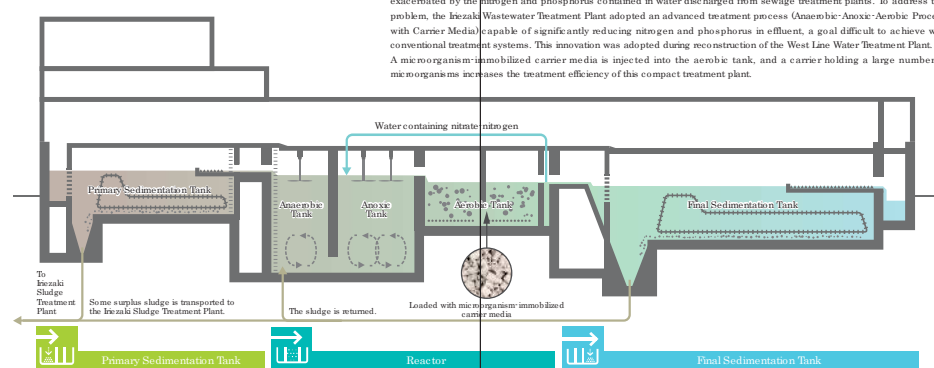 exacerbated by the nitrogen and phosphorus contained in water discharged from sewage treatment plants. To address t
problem, the Iriezaki Wastewater Treatment Plant adopted an advanced treatment process (Anaerobic-Anoxic-Aerobic Proce
with Carrier Media) capable of significantly reducing nitrogen and phosphorus in effluent, a goal difficult to achieve w
conventional treatment systems. This innovation was adopted during reconstruction of the West Line Water Treatment Plant.
A microorganism-immobilized carrier media is injected into the aerobic tank, and a carrier holding a large number
microorganisms increases the treatment efficiency of this compact treatment plant.
Water containing nitrate-nitrogen
Primary Sedimentation Tank
Anaerobic
Tank
Anoxic
Tank
Aerobic Tank
Final Sedimentation Tank
To
Iriezaki
Sludge
Treatment
Plant
Some surplus sludge is transported to
the Iriezaki Sludge Treatment Plant.
The sludge is returned.
Loaded with microorganism-immobilized
carrier media
Primary Sedimentation Tank
Reactor
Final Sedimentation Tank